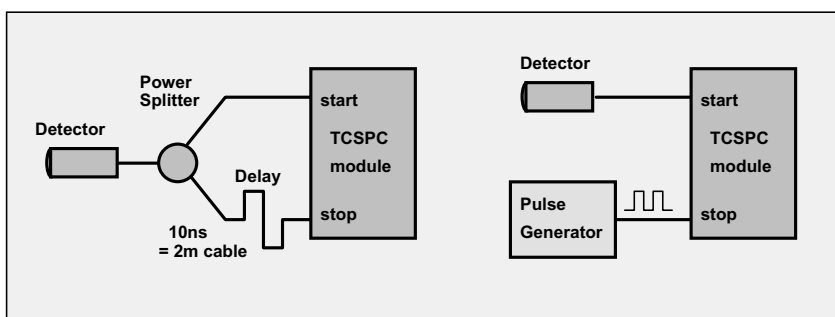 Power
Splitter
Detector
start
TCSPC
module
Delay
stop
10ns
= 2m cable
Detector
start
TCSPC
module
Pulse
Generator
stop